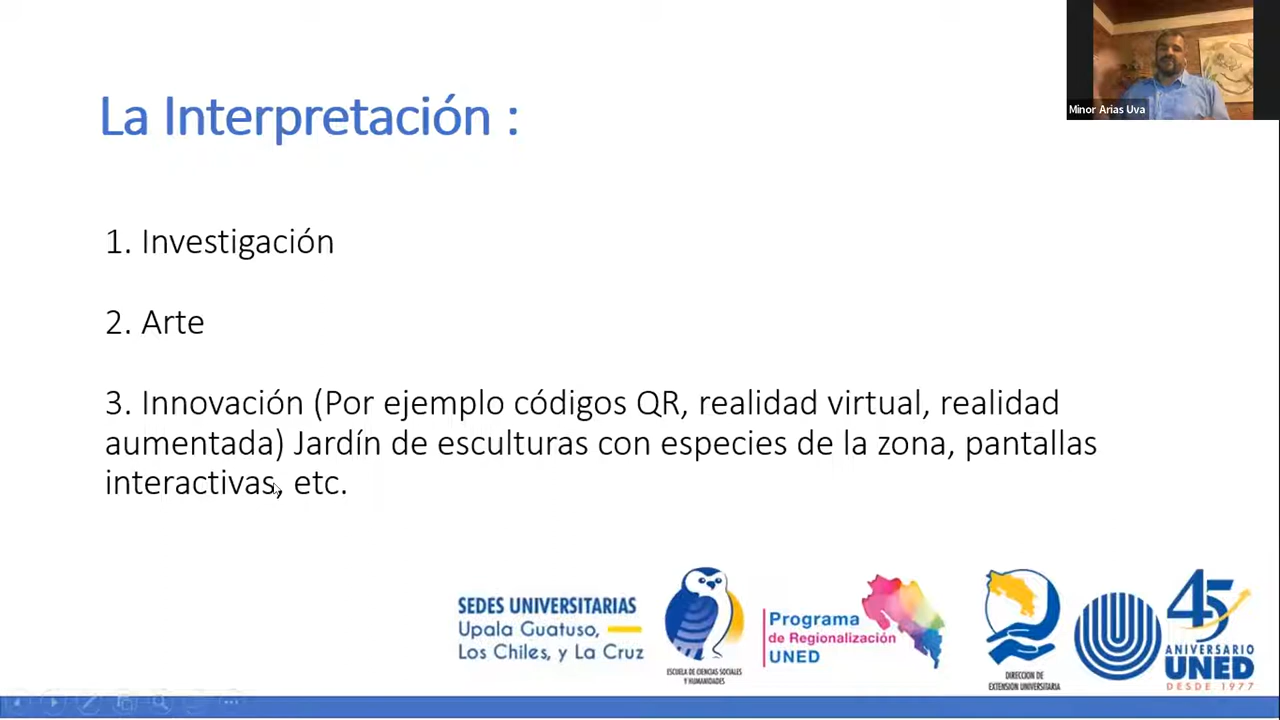 Minor Arias Uva
La Interpretación :
1. Investigación
2. Arte
3. Innovación (Por ejemplo códigos QR, realidad virtual, realidad
aumentada) Jardín de esculturas con especies de la zona, pantallas
interactivas, etc.
SEDES UNIVERSITARIAS
Upala Guatuso,
Los Chiles, y La Cruz
ESCUELA DE CIENCIAS SOCIALES
Y HUMANIDADES
Programa
de Regionalización
UNED
DIRECCION DE
EXTENSION UNIVERSITARIA
45
ANIVERSARIO
UNED
DESDE 1977